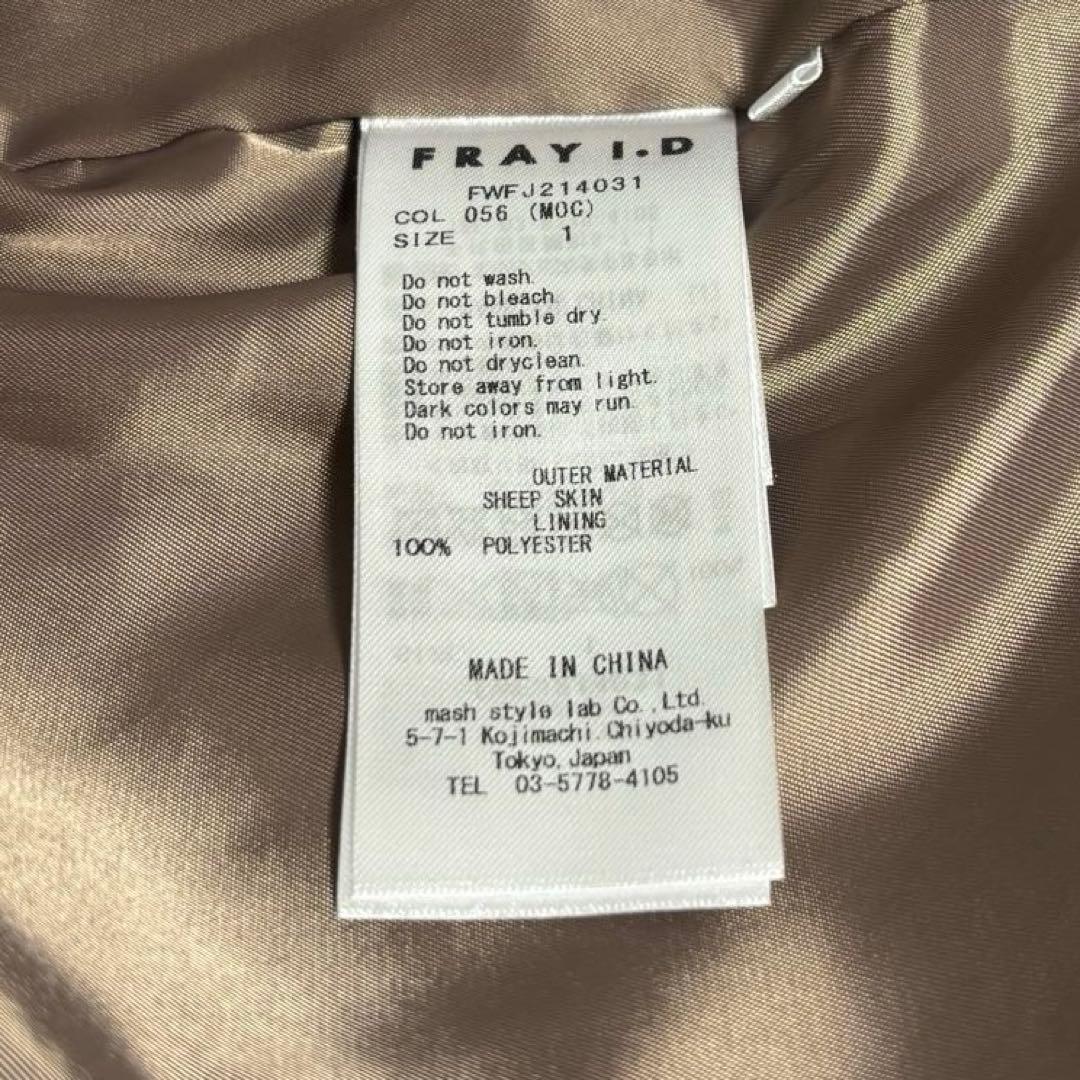 FRAY I.D
FWFJ214031
COL 056 (MOC)
SIZE 1
Do not wash.
Do not bleach.
Do not tumble dry.
Do not iron.
Do not dryclean.
Store away from light.
Dark colors may run.
Do not iron.
OUTER MATERIAL
SHEEP SKIN
LINING
100% POLYESTER
MADE IN CHINA
mash style lab Co.,Ltd.
5-7-1 Kojimachi.Chiyoda-ku
Tokyo,Japan
TEL 03-5778-4105